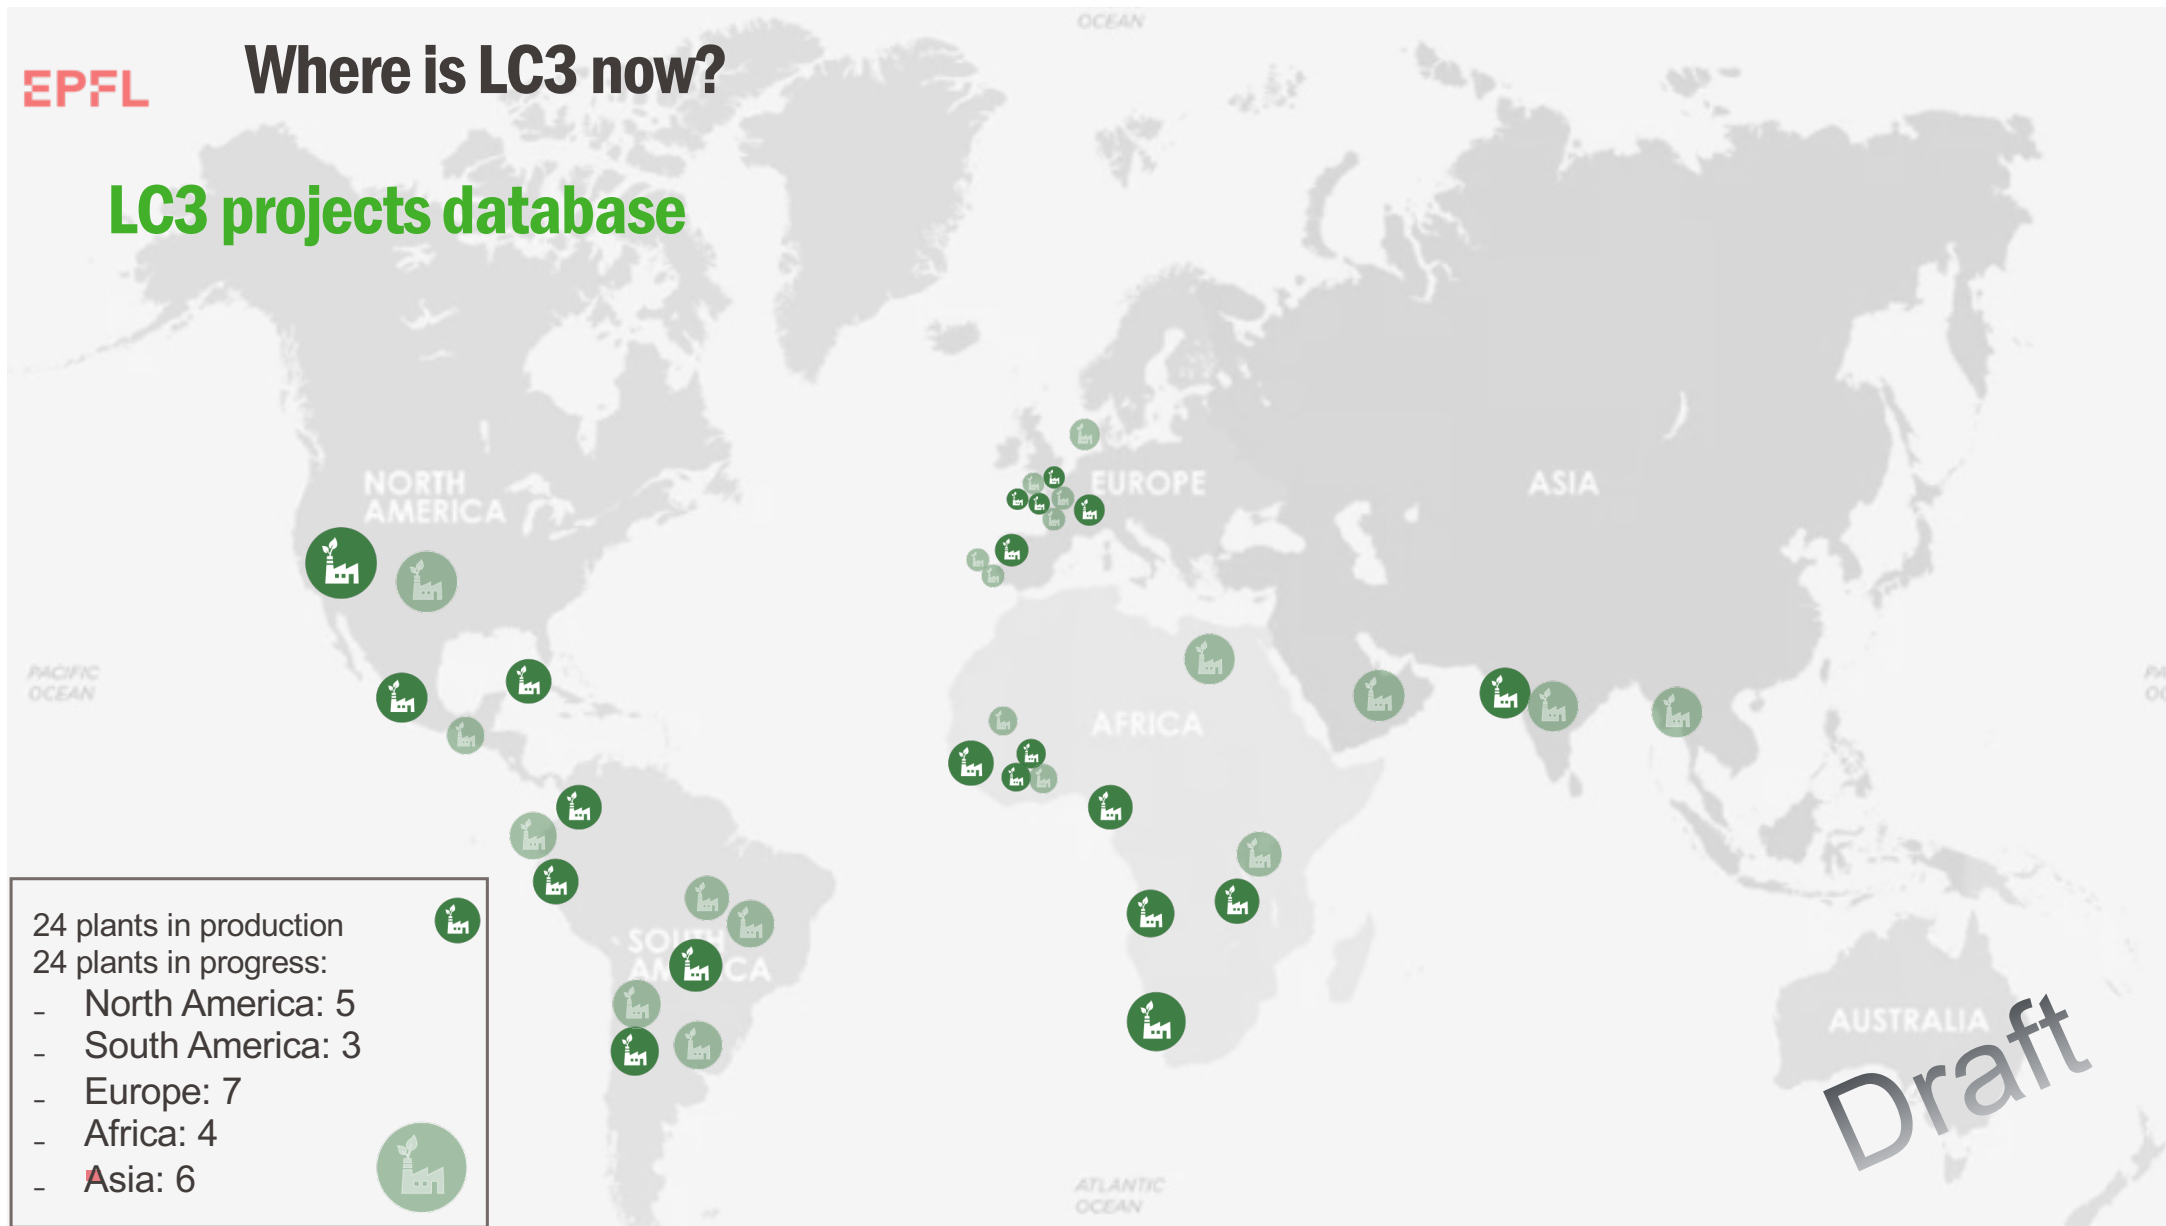 OCEAN
EPFL
Where is LC3 now?
LC3 projects database
NORTH
AMERICA
EUROPE
ASIA
PACIFIC
OCEAN
PA
OC
AFRICA
SOUTH
AMERICA
24 plants in production
24 plants in progress:
- North America: 5
- South America: 3
- Europe: 7
- Africa: 4
- Asia: 6
AUSTRALIA
Draft
ATLANTIC
OCEAN